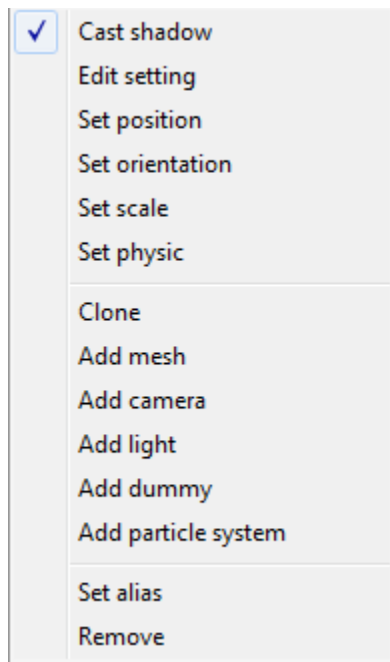 Cast shadow
Edit setting
Set position
Set orientation
Set scale
Set physic
Clone
Add mesh
Add camera
Add light
Add dummy
Add particle system
Set alias
Remove